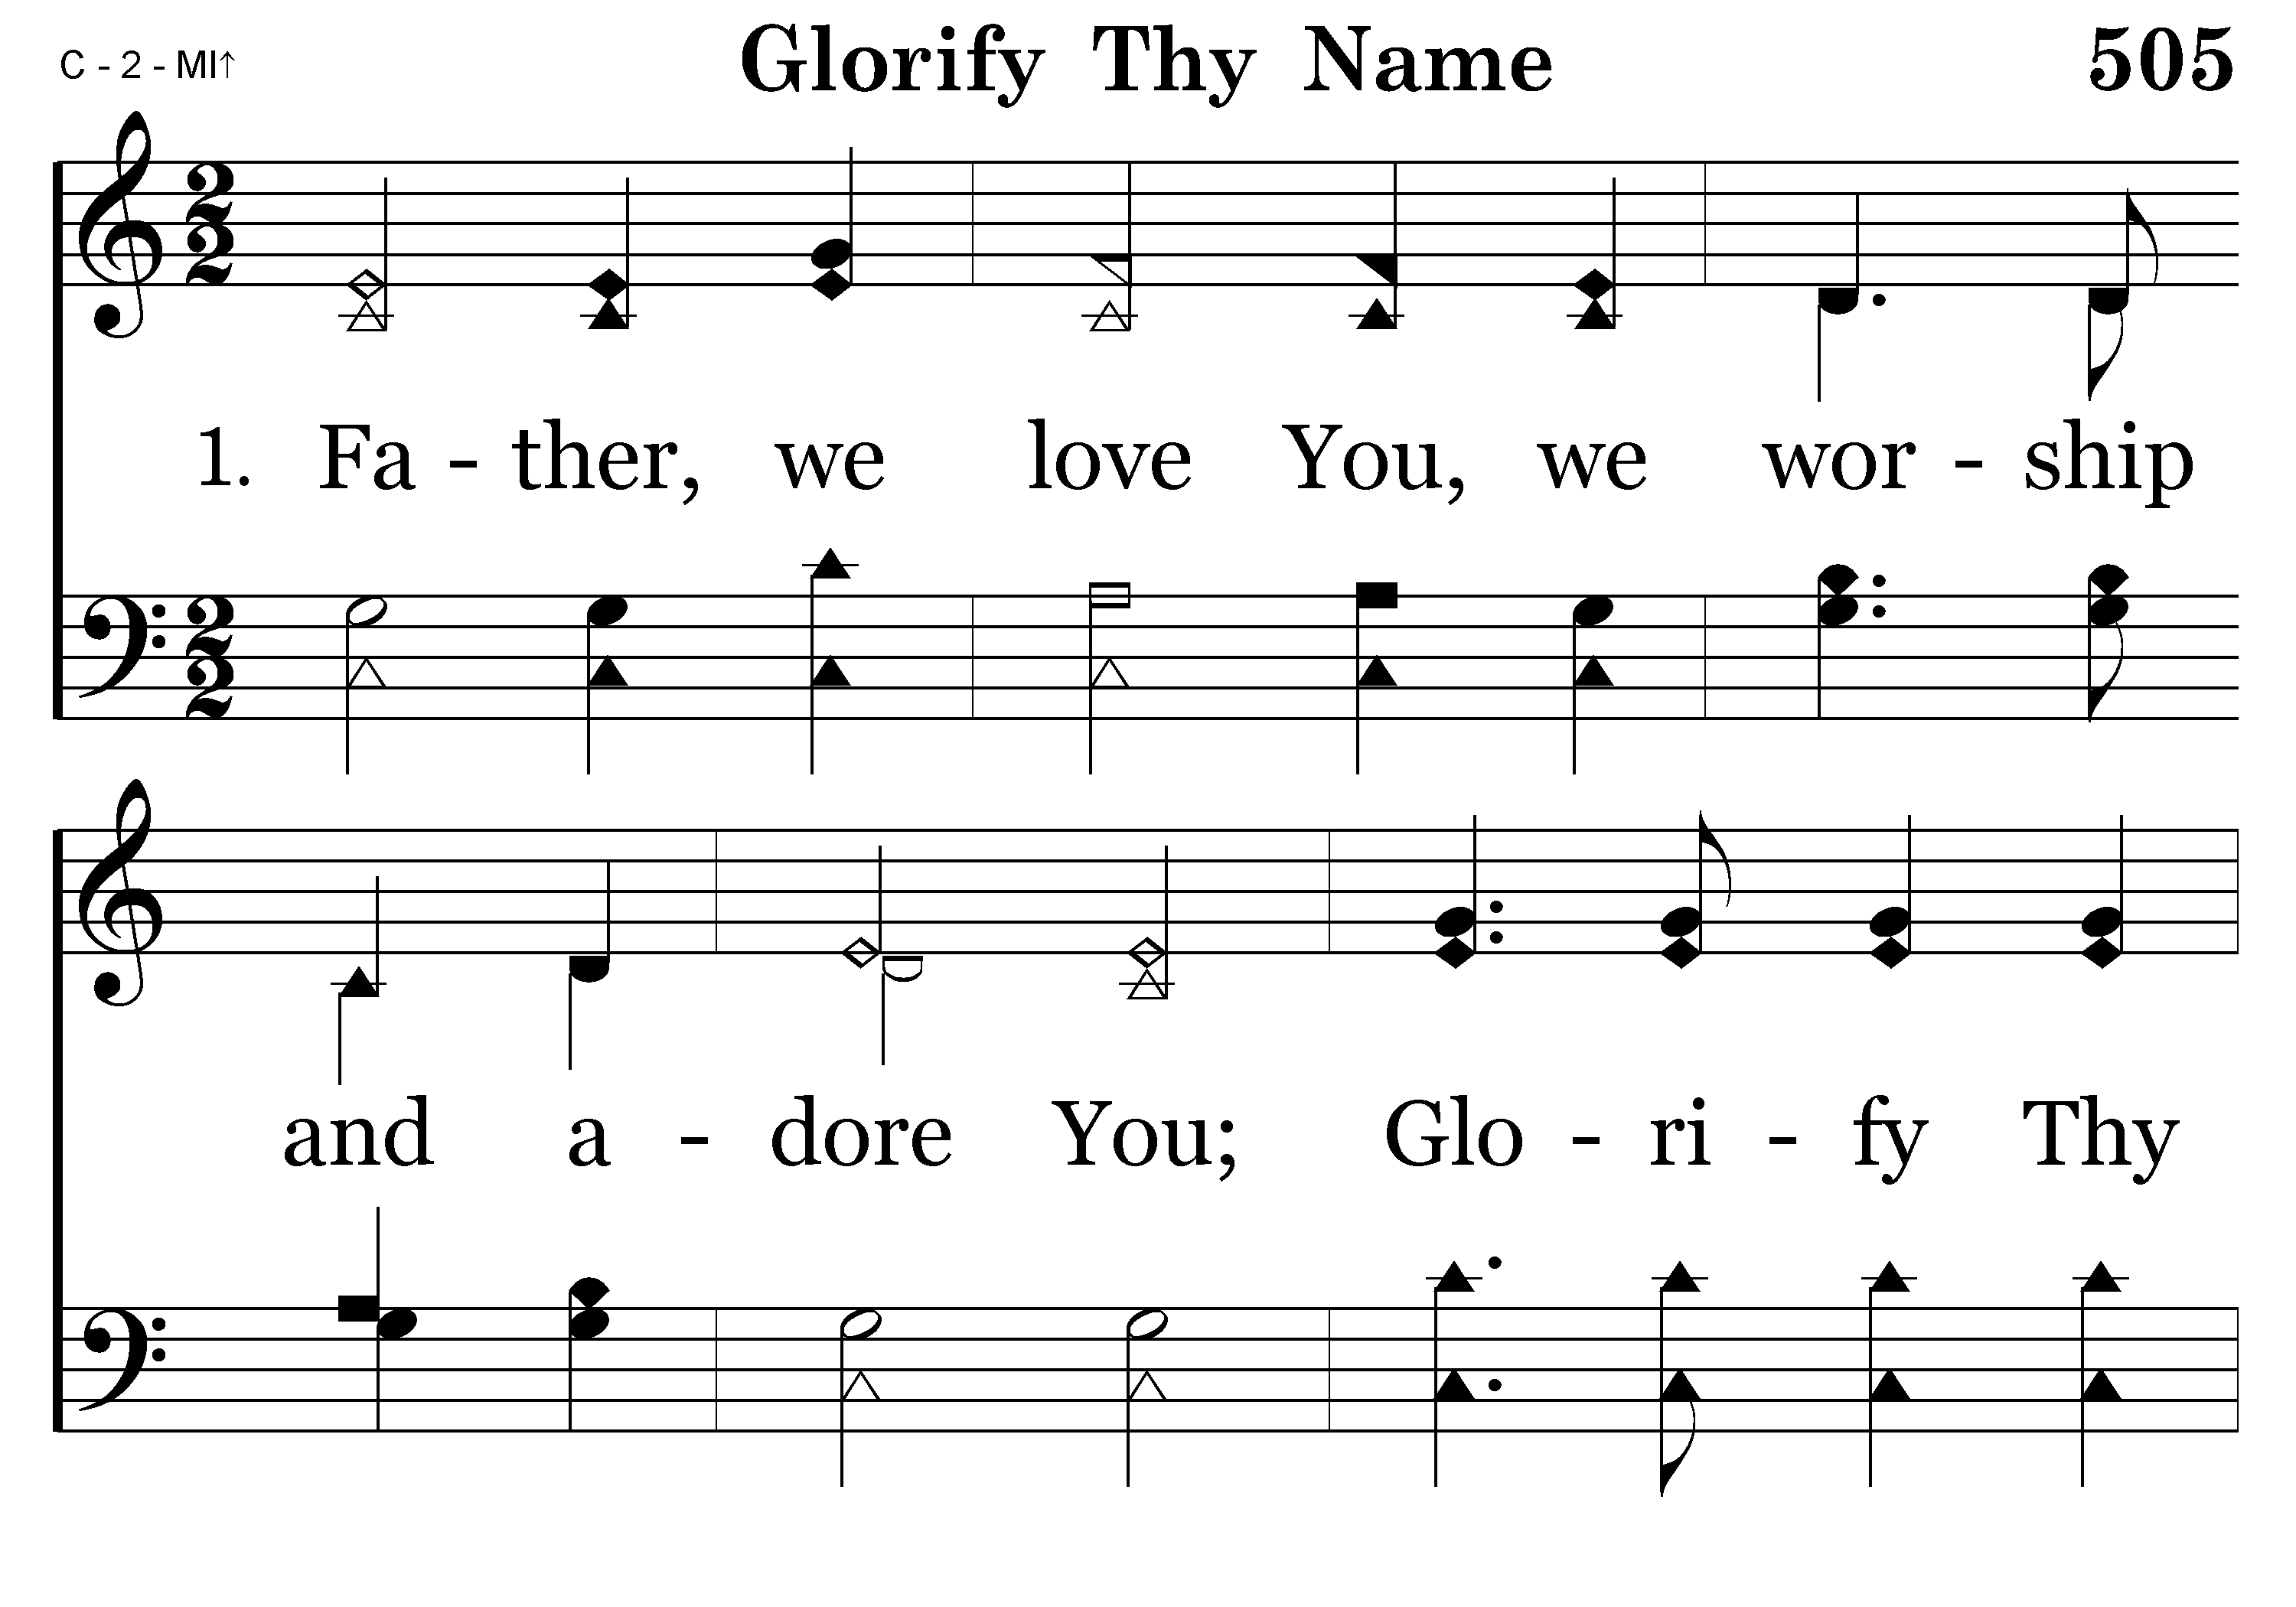 C - 2 - MI↑ Glorify Thy Name 505
1. Fa - ther, we love You, we wor - ship
and a - dore You; Glo - ri - fy Thy